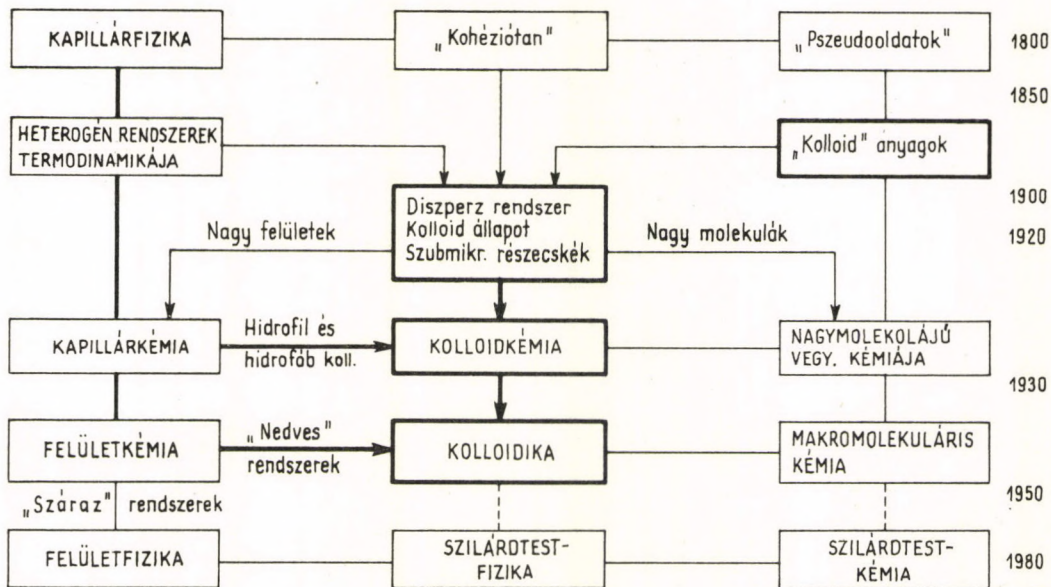 KAPILLÁRFIZIKA
„Kohéziótan"
„Pszeudooldatok"
1800
1850
HETEROGÉN RENDSZEREK
TERMODINAMIKÁJA
„Kolloid" anyagok
1900
Diszperz rendszer
Kolloid állapot
Szubmikr. részecskék
Nagy felületek
Nagy molekulák
1920
KAPILLÁRKÉMIA
Hidrofil és
hidrofób koll.
KOLLOIDKÉMIA
NAGYMOLEKOLÁJŰ
VEGY. KÉMIÁJA
1930
FELÜLETKÉMIA
„Nedves"
rendszerek
KOLLOIDIKA
MAKROMOLEKULÁRIS
KÉMIA
1950
„Száraz" rendszerek
FELÜLETFIZIKA
SZILÁRDTEST-
FIZIKA
SZILÁRDTEST-
KÉMIA
1980